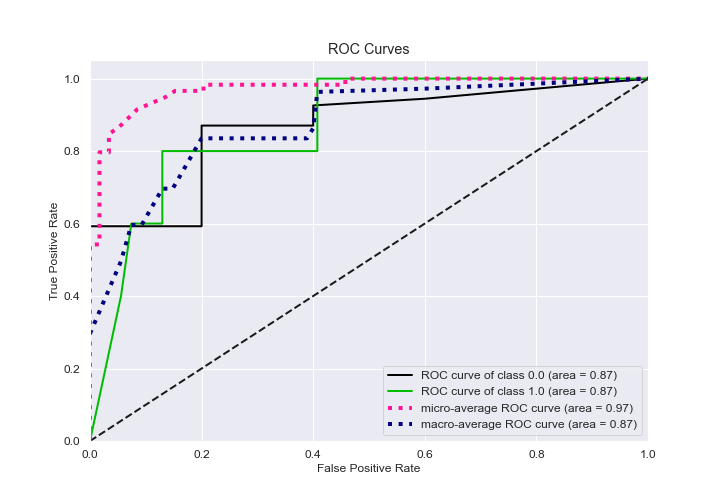 ROC Curves
1.0
0.8
0.6
0.4
0.2
0.0
True Positive Rate
0.0 0.2 0.4 0.6 0.8 1.0
False Positive Rate
ROC curve of class 0.0 (area = 0.87)
ROC curve of class 1.0 (area = 0.87)
micro-average ROC curve (area = 0.97)
macro-average ROC curve (area = 0.87)